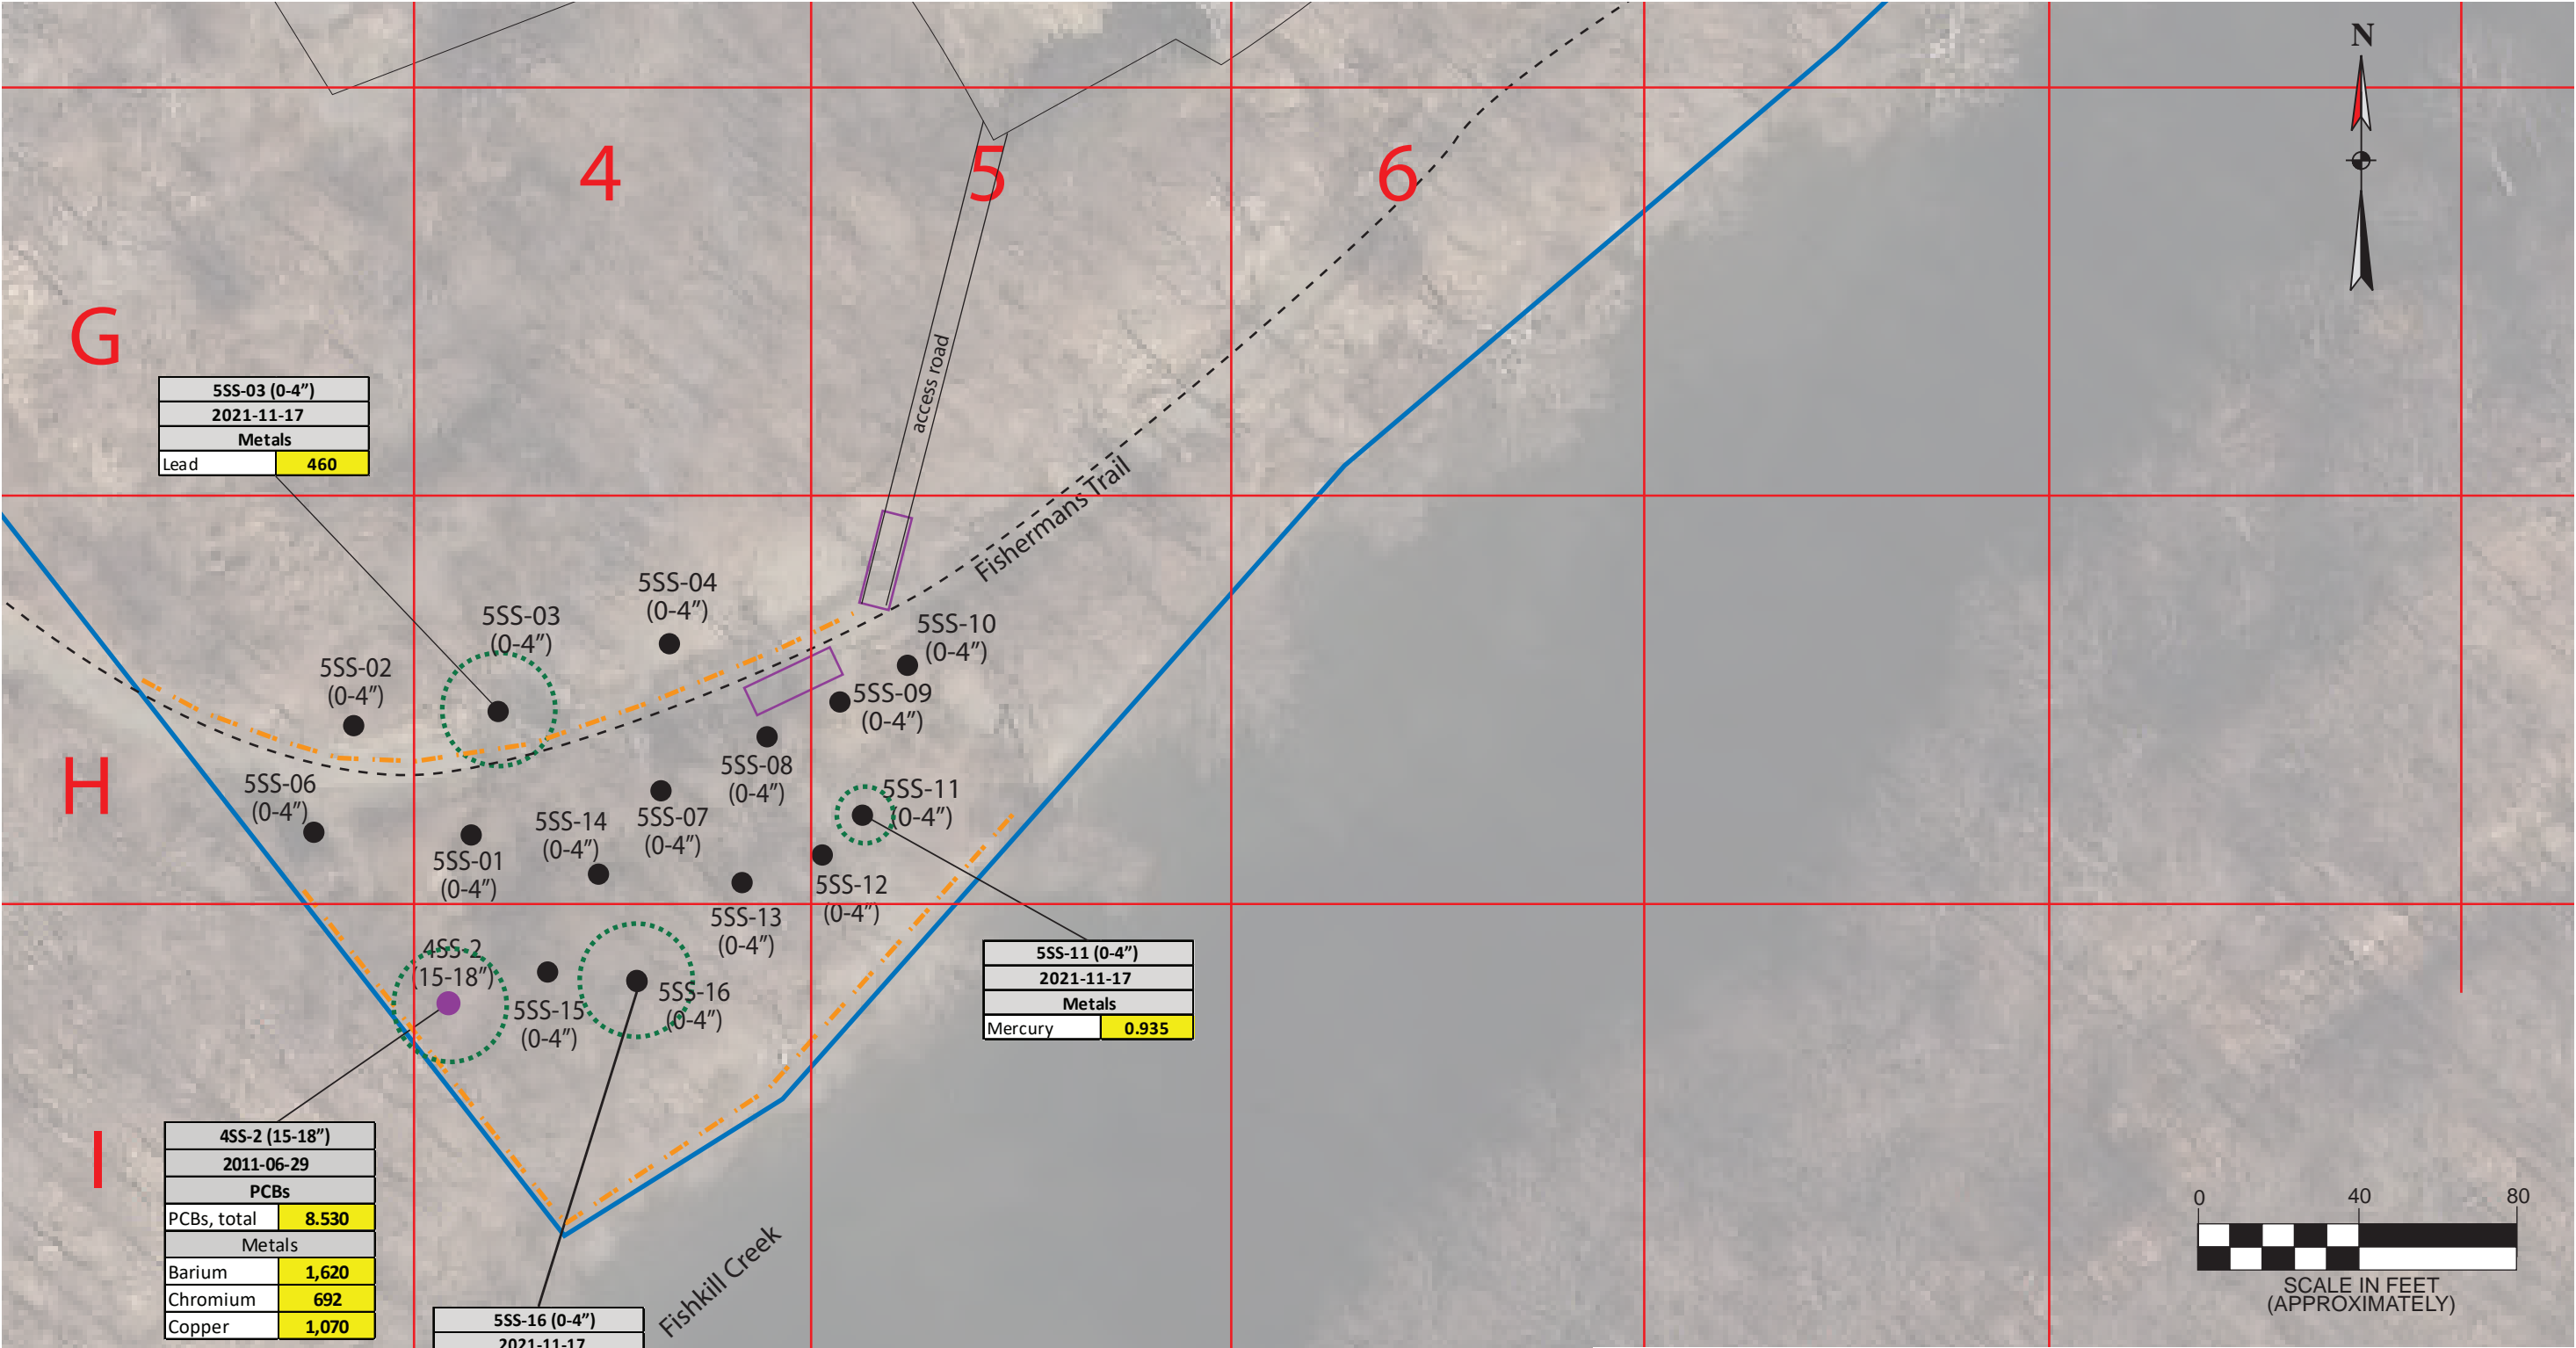 N
4
5
6
G
access road
5SS-03 (0-4”)
2021-11-17
Metals
Lead 460
Fishermans Trail
5SS-04
(0-4”)
5SS-03
(0-4”)
5SS-10
(0-4”)
5SS-02
(0-4”)
5SS-09
(0-4”)
H
5SS-06
(0-4”)
5SS-08
(0-4”)
5SS-11
(0-4”)
5SS-14
(0-4”)
5SS-07
(0-4”)
5SS-01
(0-4”)
5SS-12
(0-4”)
5SS-13
(0-4”)
4SS-2
(15-18”)
5SS-15
(0-4”)
5SS-16
(0-4”)
5SS-11 (0-4”)
2021-11-17
Metals
Mercury 0.935
I
4SS-2 (15-18”)
2011-06-29
PCBs
PCBs, total 8.530
Metals
Barium 1,620
Chromium 692
Copper 1,070
5SS-16 (0-4”)
2021-11-17
Fishkill Creek
0 40 80
SCALE IN FEET
(APPROXIMATELY)